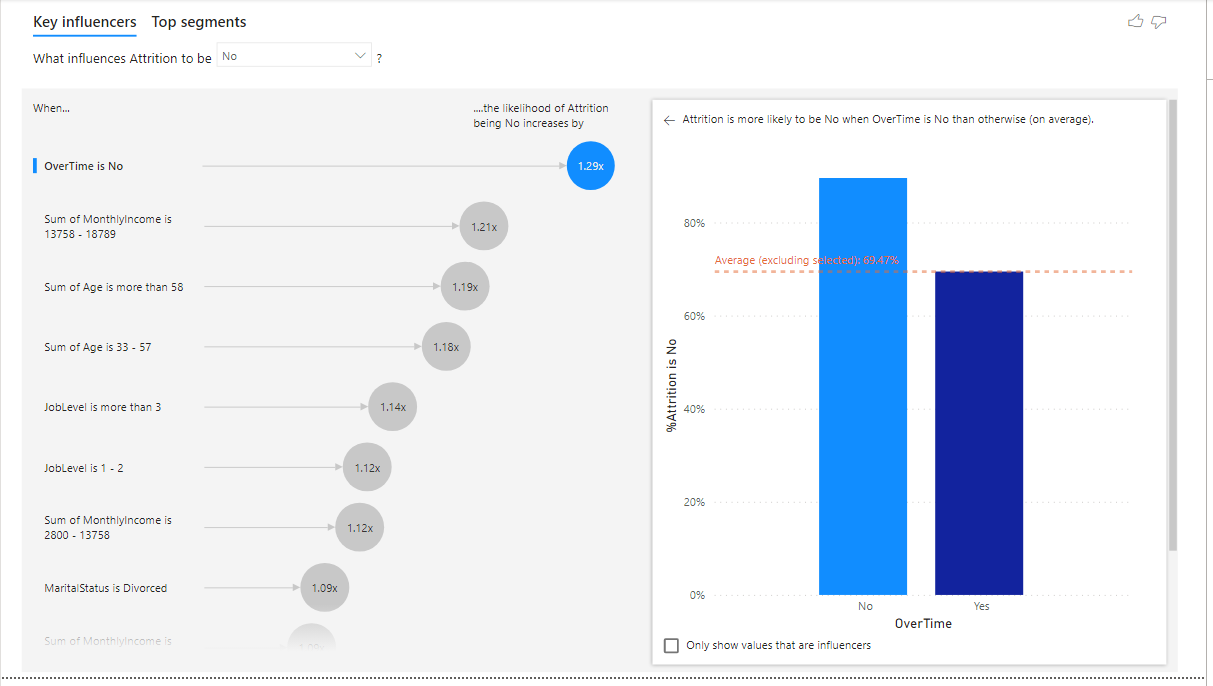 Key influencers Top segments
What influences Attrition to be No ?
When...
....the likelihood of Attrition
being No increases by
OverTime is No 1.29x
Sum of MonthlyIncome is
13758 - 18789
1.21x
Sum of Age is more than 58 1.19x
Sum of Age is 33 - 57 1.18x
JobLevel is more than 3 1.14x
JobLevel is 1 - 2 1.12x
Sum of MonthlyIncome is
2800 - 13758
1.12x
MaritalStatus is Divorced 1.09x
Sum of MonthlyIncome is
Attrition is more likely to be No when OverTime is No than otherwise (on average).
80%
Average (excluding selected): 69.47%
60%
40%
20%
0%
%Attrition is No
No Yes
OverTime
Only show values that are influencers